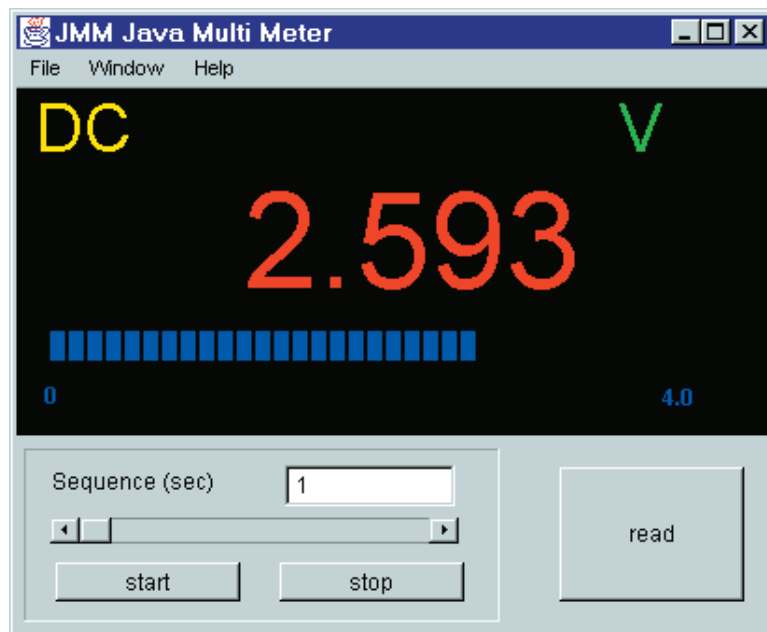 JMM Java Multi Meter
File Window Help
DC V
2.593
0 4.0
Sequence (sec) 1
read
start stop